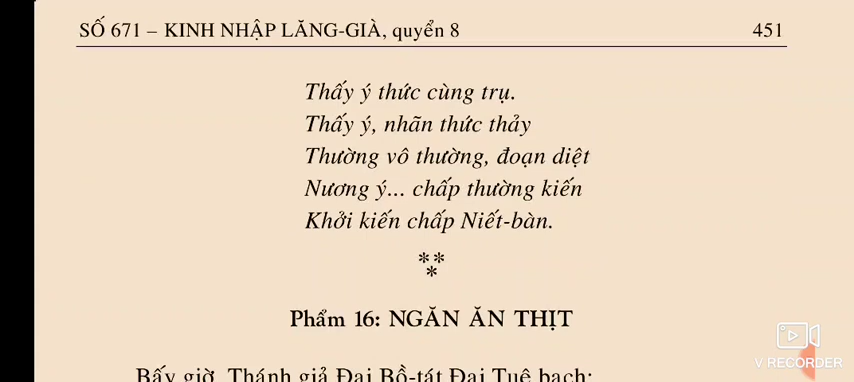 SỐ 671 – KINH NHẬP LĂNG-GIÀ, quyển 8 451
Thấy ý thức cùng trụ.
Thấy ý, nhãn thức thảy
Thường vô thường, đoạn diệt
Nương ý... chấp thường kiến
Khởi kiến chấp Niết-bàn.
**
*
Phẩm 16: NGĂN ĂN THỊT
Bấy giờ, Thánh giả Đại Bồ-tát Đại Tuệ bạch:
V RECORDER